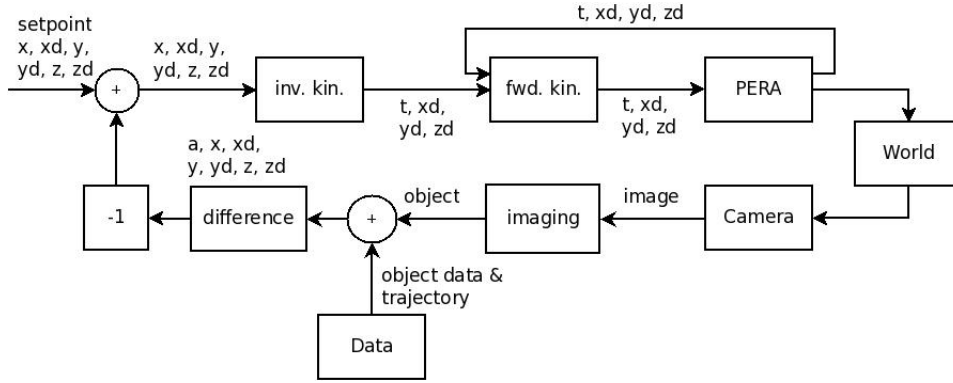 t, xd, yd, zd
setpoint
x, xd, y,
yd, z, zd
+
x, xd, y,
yd, z, zd
inv. kin.
t, xd,
yd, zd
fwd. kin.
t, xd,
yd, zd
PERA
World
a, x, xd,
y, yd, z, zd
-1
difference
+
object
imaging
image
Camera
object data &
trajectory
Data